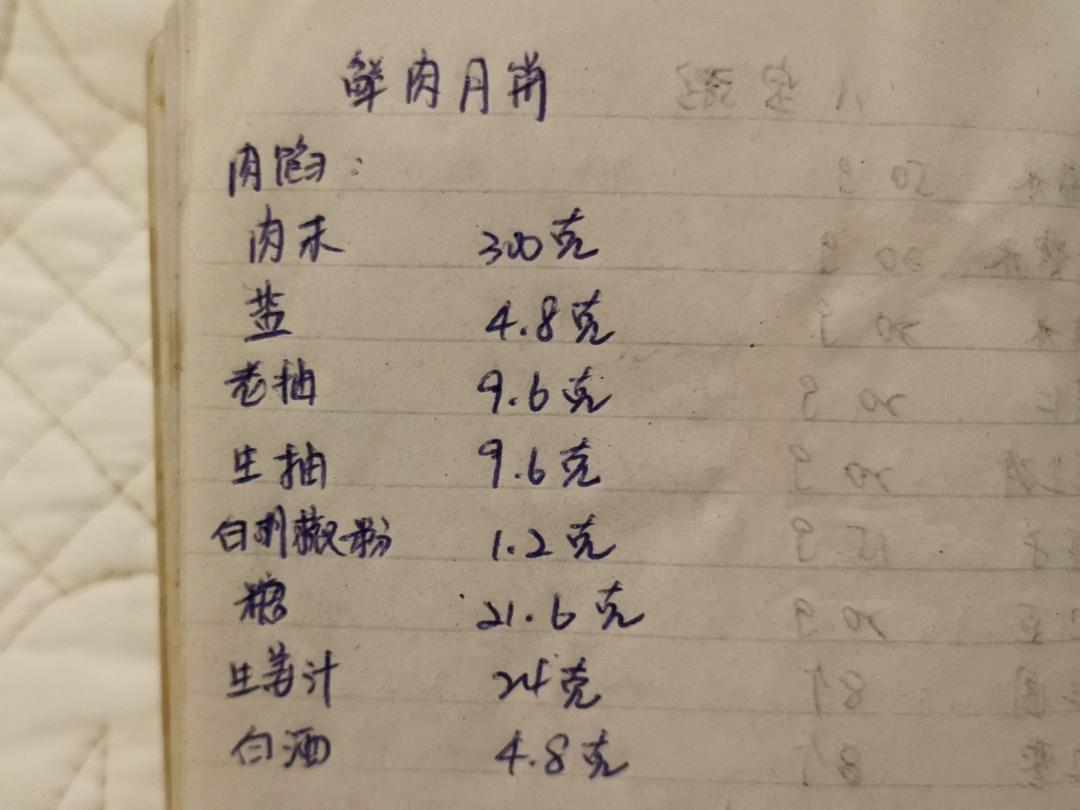 鲜肉月饼
肉馅：
肉末 300克
盐 4.8克
老抽 9.6克
生抽 9.6克
白胡椒粉 1.2克
糖 21.6克
生姜汁 24克
白酒 4.8克